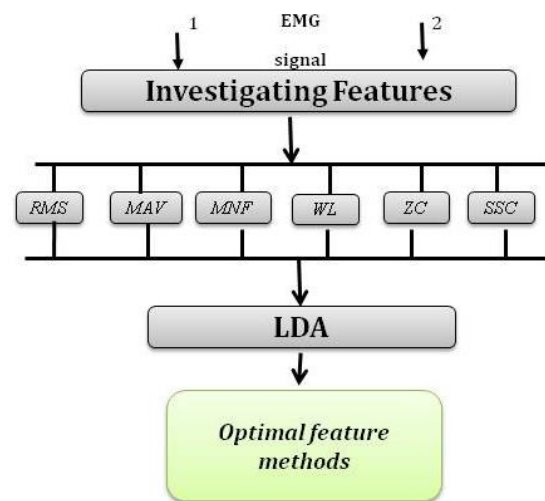 1 EMG 2
signal
Investigating Features
RMS MAV MNF WL ZC SSC
LDA
Optimal feature
methods